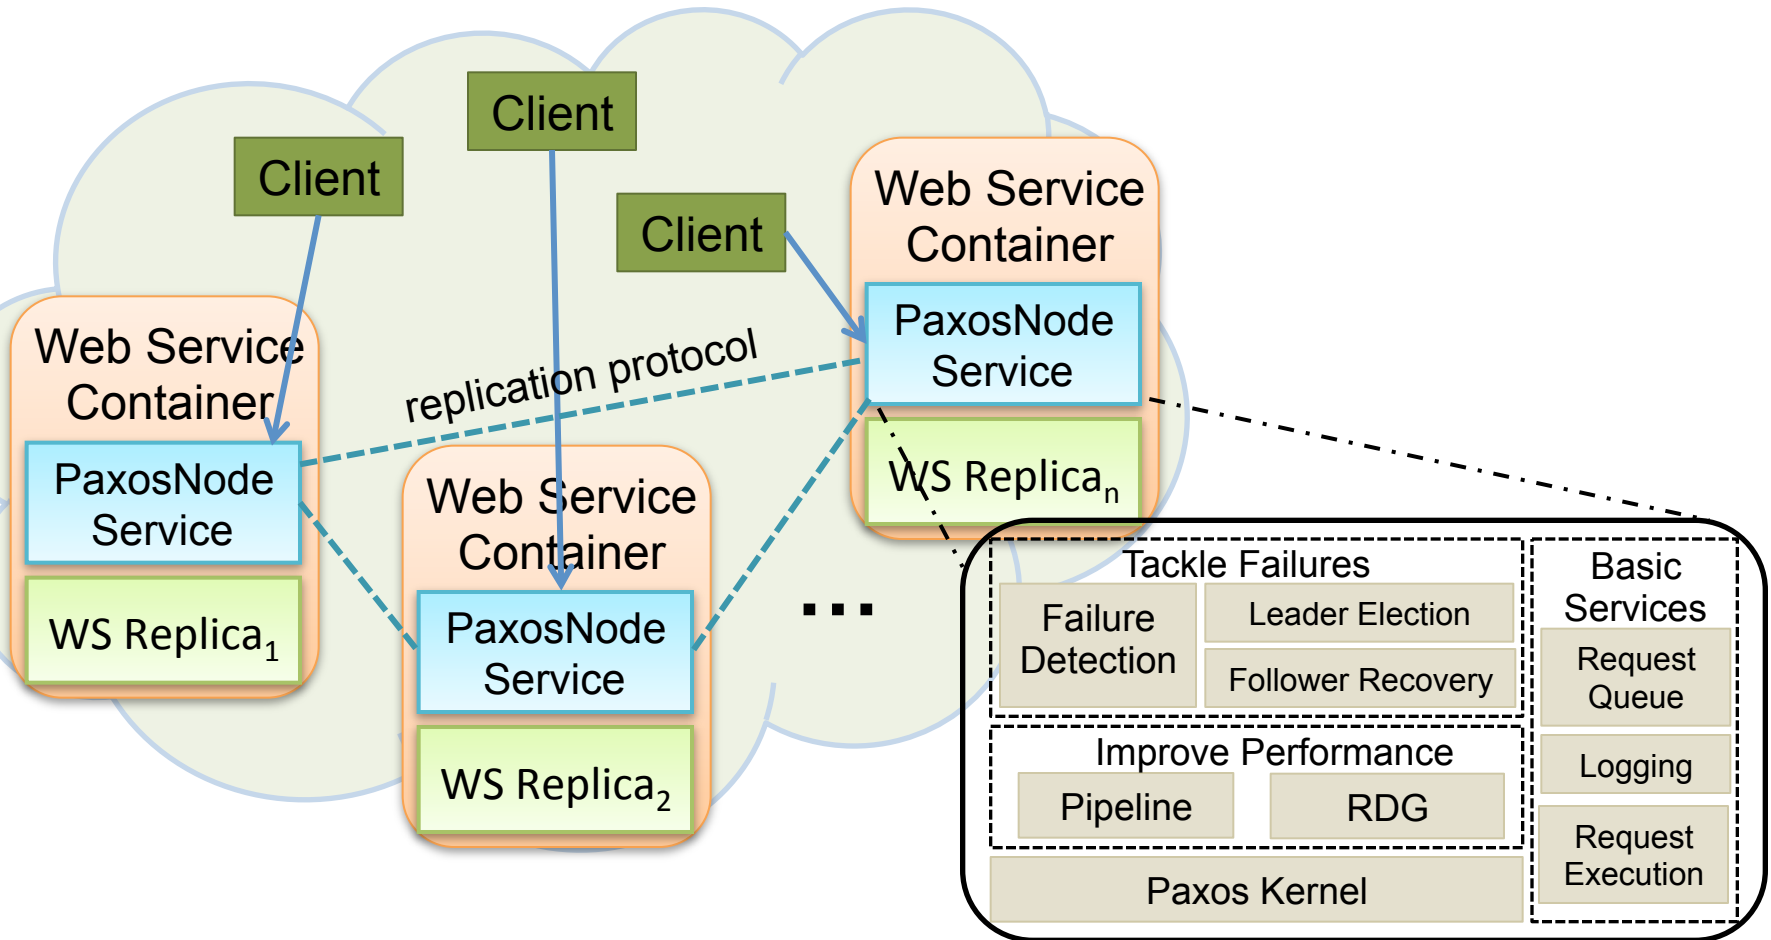 Client
Client
Client
Web Service
Container
PaxosNode
Service
WS Replica1
replication protocol
Web Service
Container
PaxosNode
Service
WS Replica2
Web Service
Container
PaxosNode
Service
WS Replican
...
Tackle Failures
Failure
Detection
Leader Election
Follower Recovery
Improve Performance
Pipeline
RDG
Paxos Kernel
Basic
Services
Request
Queue
Logging
Request
Execution